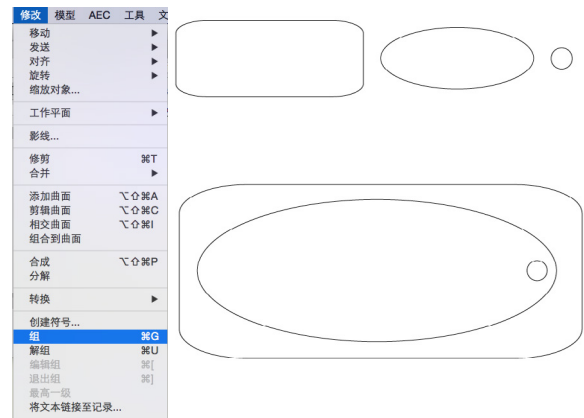 修改 模型 AEC 工具 文
移动
发送
对齐
旋转
缩放对象...
工作平面
影线...
修剪 ⌘T
合并
添加曲面 ⌥⇧⌘A
剪辑曲面 ⌥⇧⌘C
相交曲面 ⌥⇧⌘I
组合到曲面
合成 ⌥⇧⌘P
分解
转换
创建符号...
组 ⌘G
解组 ⌘U
编辑组 ⌘[
退出组 ⌘]
最高一级
将文本链接至记录...